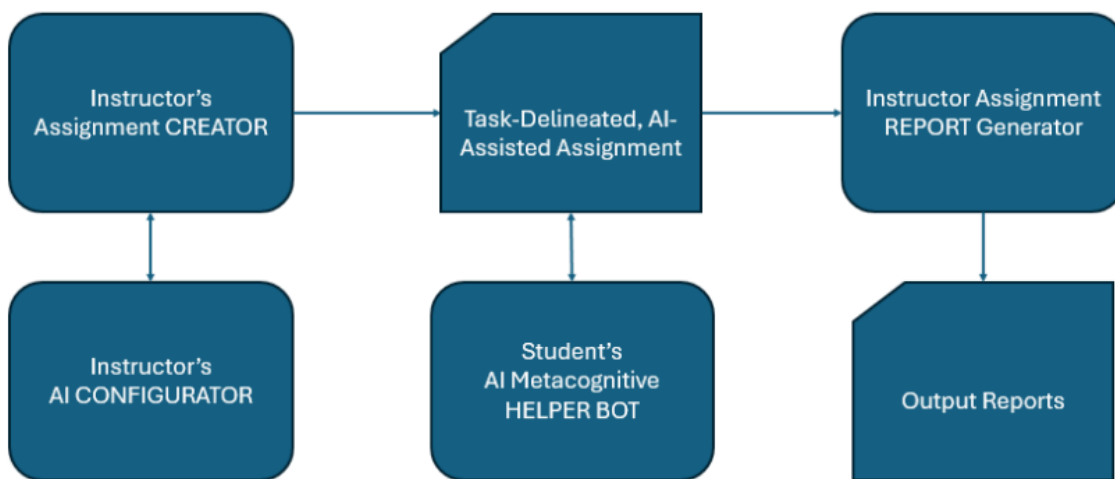 Instructor’s
Assignment CREATOR
Task-Delineated, AI-
Assisted Assignment
Instructor Assignment
REPORT Generator
Instructor’s
AI CONFIGURATOR
Student’s
AI Metacognitive
HELPER BOT
Output Reports